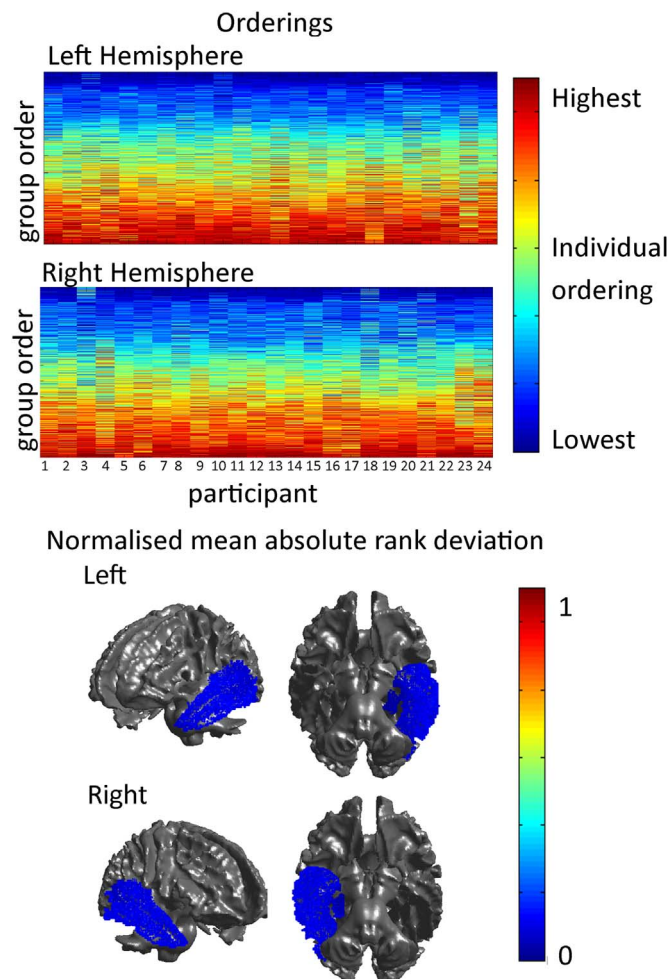 Orderings
Left Hemisphere
group order
Highest
Individual
ordering
Lowest
Right Hemisphere
group order
1 2 3 4 5 6 7 8 9 10 11 12 13 14 15 16 17 18 19 20 21 22 23 24
participant
Normalised mean absolute rank deviation
Left
1
Right
0